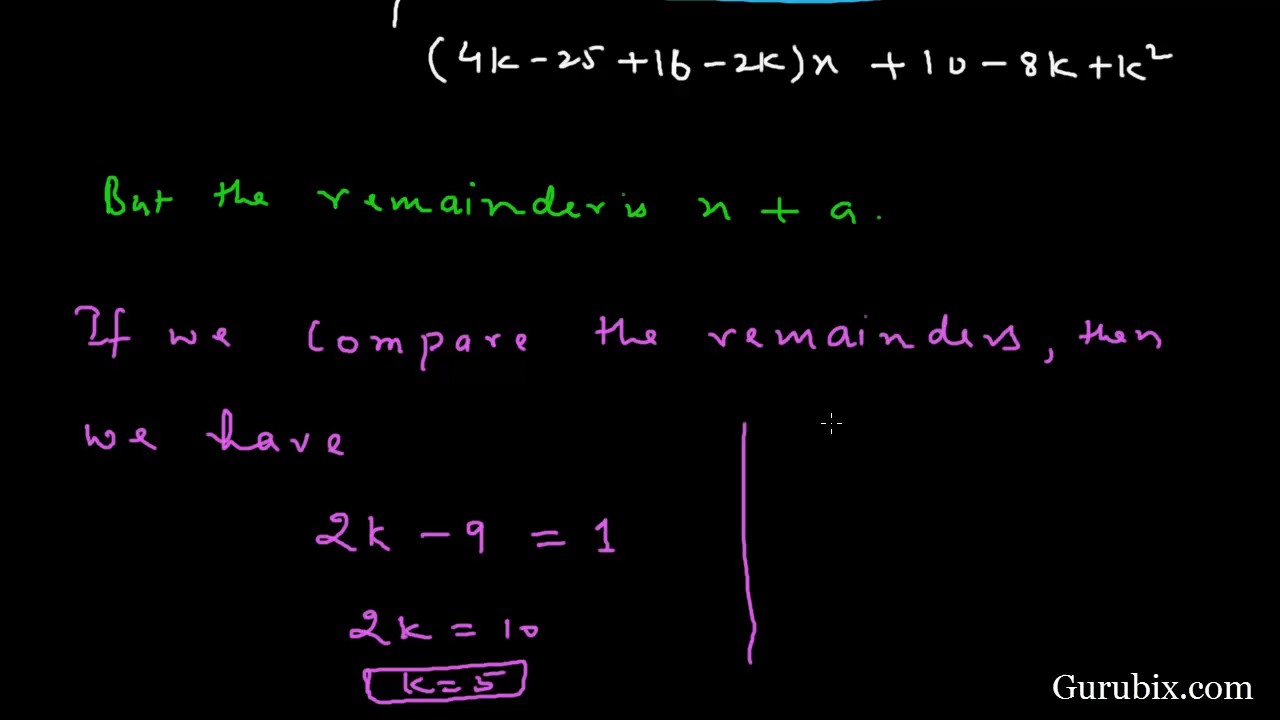 (4k - 25 + 16 - 2k)x + 10 - 8k + k²
But the remainder is x + a.
If we compare the remainders, then
we have
2k - 9 = 1
2k = 10
k = 5
Gurubix.com